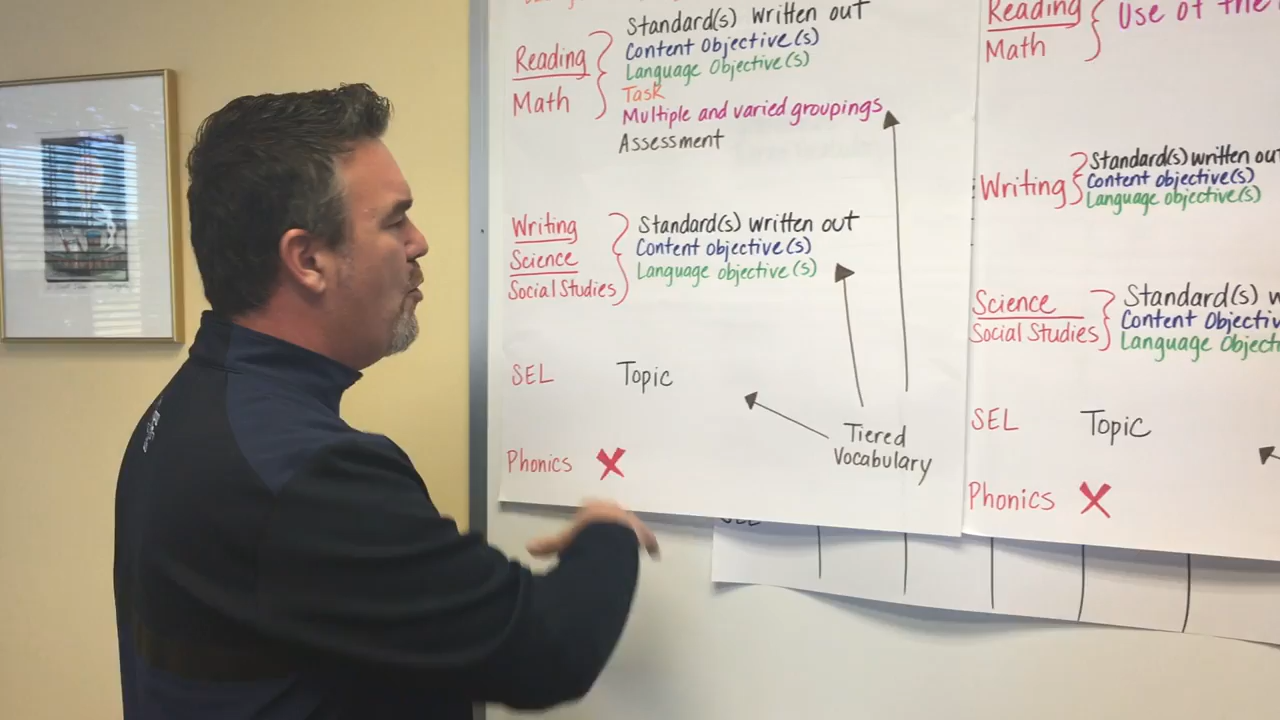 Reading
Math
Standard(s) written out
Content Objective(s)
Language Objective(s)
Task
Multiple and varied groupings
Assessment
Writing
Science
Social Studies
Standard(s) written out
Content objective(s)
Language objective(s)
SEL Topic
Tiered
Vocabulary
Phonics X
Reading
Math
Use of the
Writing
Standard(s) written out
Content objective(s)
Language objective(s)
Science
Social Studies
Standard(s) w
Content Objectiv
Language Object
SEL Topic
Phonics X
SEL